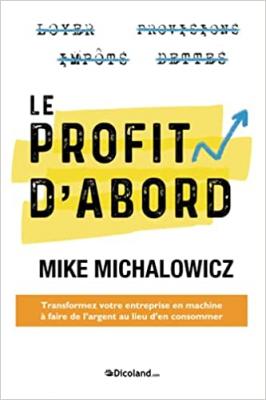 LOYER PROVISIONS
IMPÔTS DETTES
LE
PROFIT
D'ABORD
MIKE MICHALOWICZ
Transformez votre entreprise en machine
à faire de l'argent au lieu d'en consommer
Dicoland.com